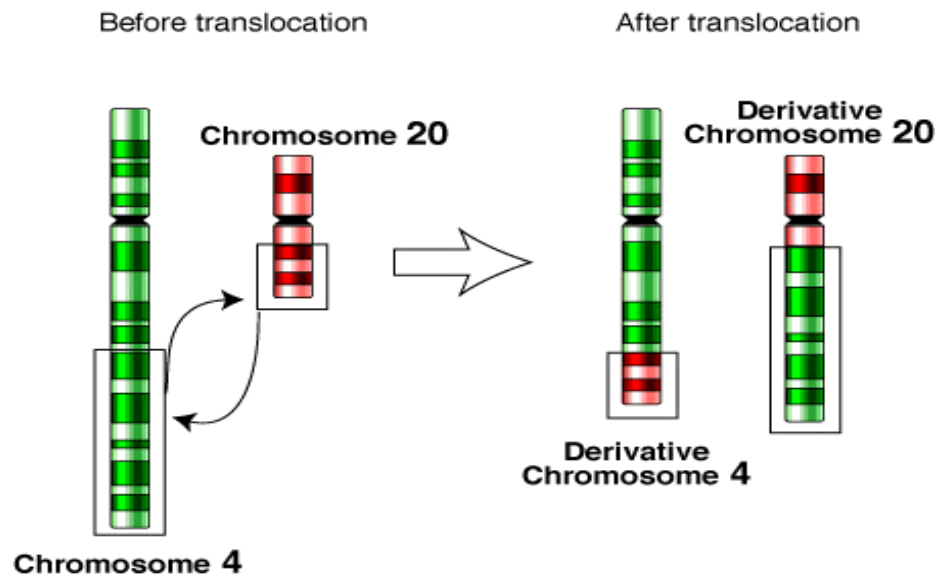 Before translocation
After translocation
Chromosome 20
Derivative
Chromosome 20
Derivative
Chromosome 4
Chromosome 4